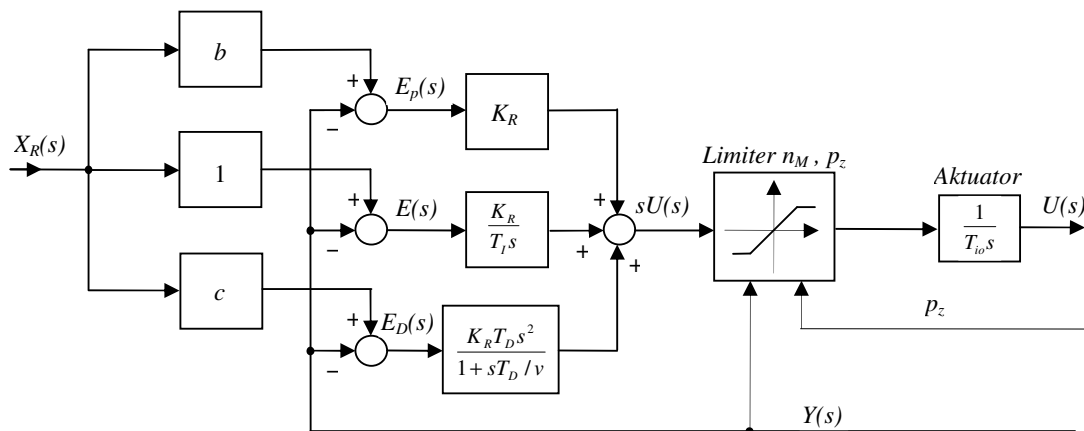 b
+
E_p(s)
K_R
−
X_R(s)
1
+
E(s)
K_R
T_I s
−
c
+
E_D(s)
K_R T_D s²
1 + sT_D / v
−
+
+
+
sU(s)
Limiter n_M , p_z
Aktuator
1
T_io s
U(s)
p_z
Y(s)